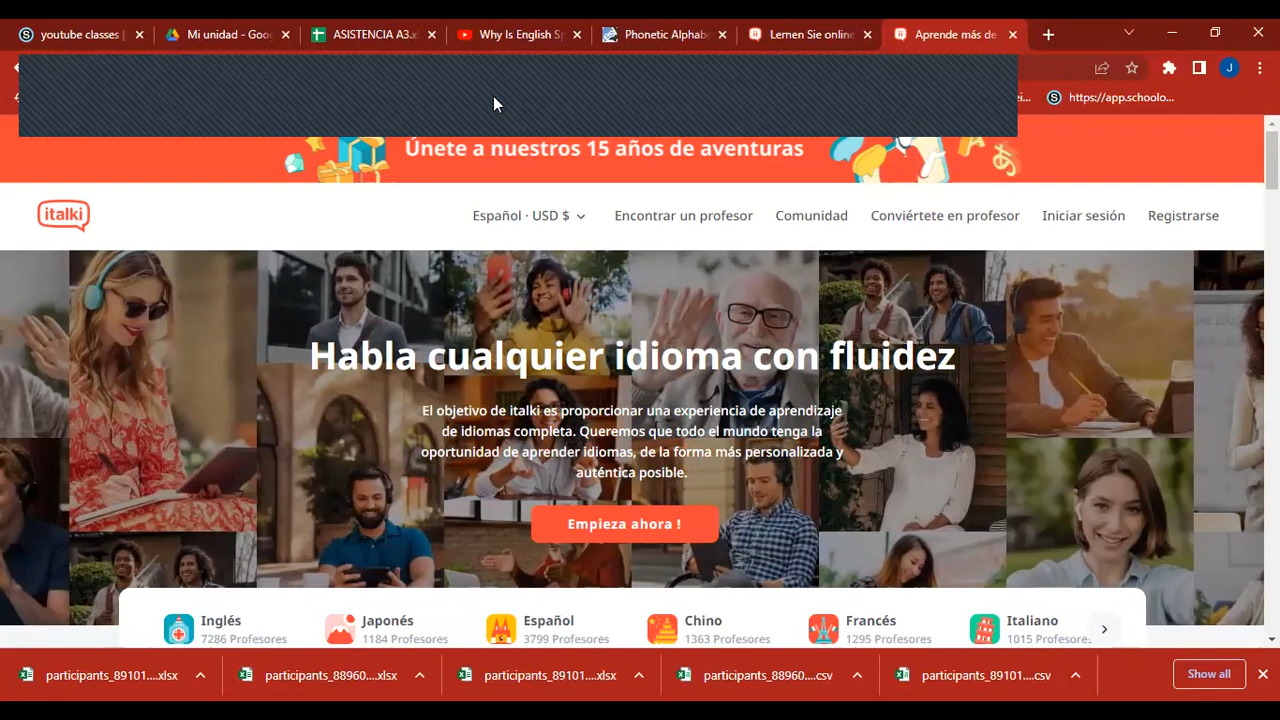 youtube classes |
Mi unidad - Goo
ASISTENCIA A3.x
Why Is English Sp
Phonetic Alphab
Lernen Sie online
Aprende más de
J
https://app.schoolo...
Únete a nuestros 15 años de aventuras
italki
Español · USD $
Encontrar un profesor
Comunidad
Conviértete en profesor
Iniciar sesión
Registrarse
Habla cualquier idioma con fluidez
El objetivo de italki es proporcionar una experiencia de aprendizaje
de idiomas completa. Queremos que todo el mundo tenga la
oportunidad de aprender idiomas, de la forma más personalizada y
auténtica posible.
Empieza ahora !
Inglés
7286 Profesores
Japonés
1184 Profesores
Español
3799 Profesores
Chino
1363 Profesores
Francés
1295 Profesores
Italiano
1015 Profesores
participants_89101....xlsx
participants_88960....xlsx
participants_89101....xlsx
participants_88960....csv
participants_89101....csv
Show all